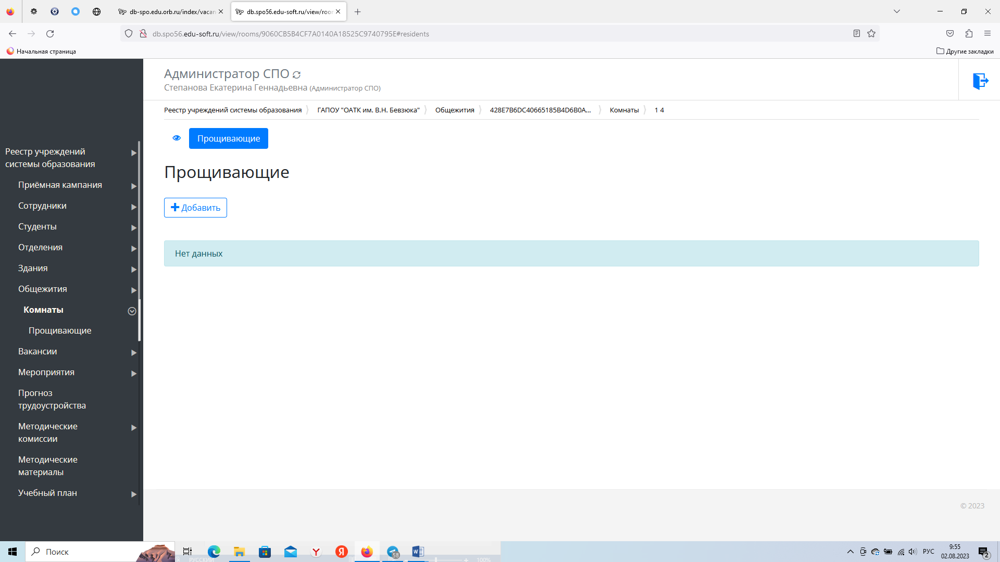 db-spo.edu.orb.ru/index/vacan
db.spo56.edu-soft.ru/view/roo
db.spo56.edu-soft.ru/view/rooms/9060CB5B4CF7A0140A18525C9740795E#residents
Начальная страница
Другие закладки
Администратор СПО
Степанова Екатерина Геннадьевна (Администратор СПО)
Реестр учреждений системы образования
ГАПОУ "ОАТК им. В.Н. Бевзюка"
Общежития
428E7B6DC40665185B4D6B0A...
Комнаты
1 4
Прощивающие
Прощивающие
Добавить
Нет данных
Реестр учреждений
системы образования
Приёмная кампания
Сотрудники
Студенты
Отделения
Здания
Общежития
Комнаты
Прощивающие
Вакансии
Мероприятия
Прогноз
трудоустройства
Методические
комиссии
Методические
материалы
Учебный план
© 2023
Поиск
58
РУССКИЙ
100%
РУС
9:55
02.08.2023
2